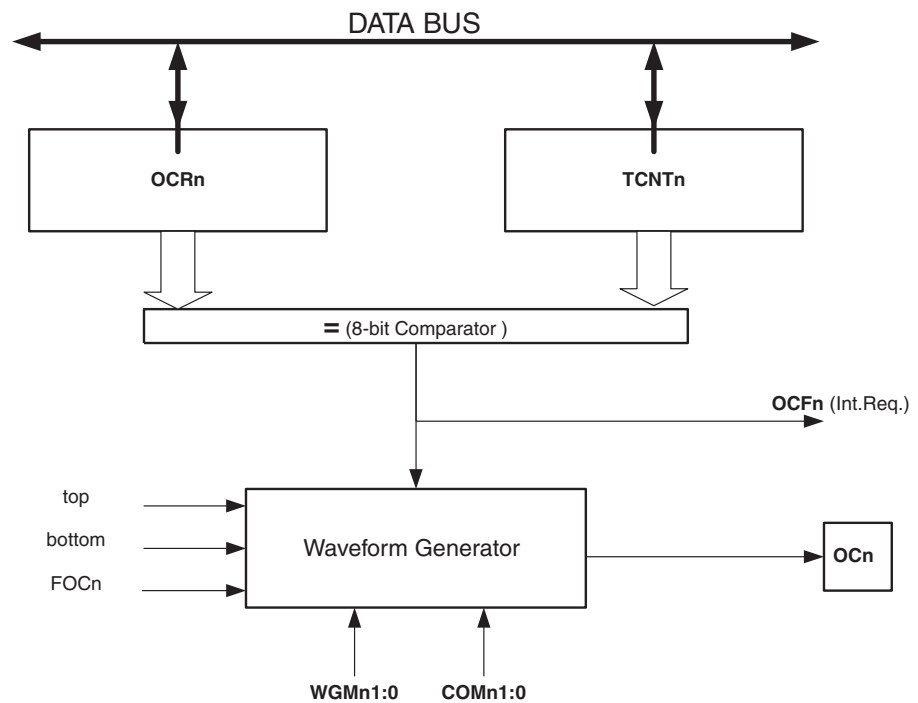 DATA BUS
OCRn
TCNTn
= (8-bit Comparator )
OCFn (Int.Req.)
top
bottom
FOCn
Waveform Generator
OCn
WGMn1:0
COMn1:0